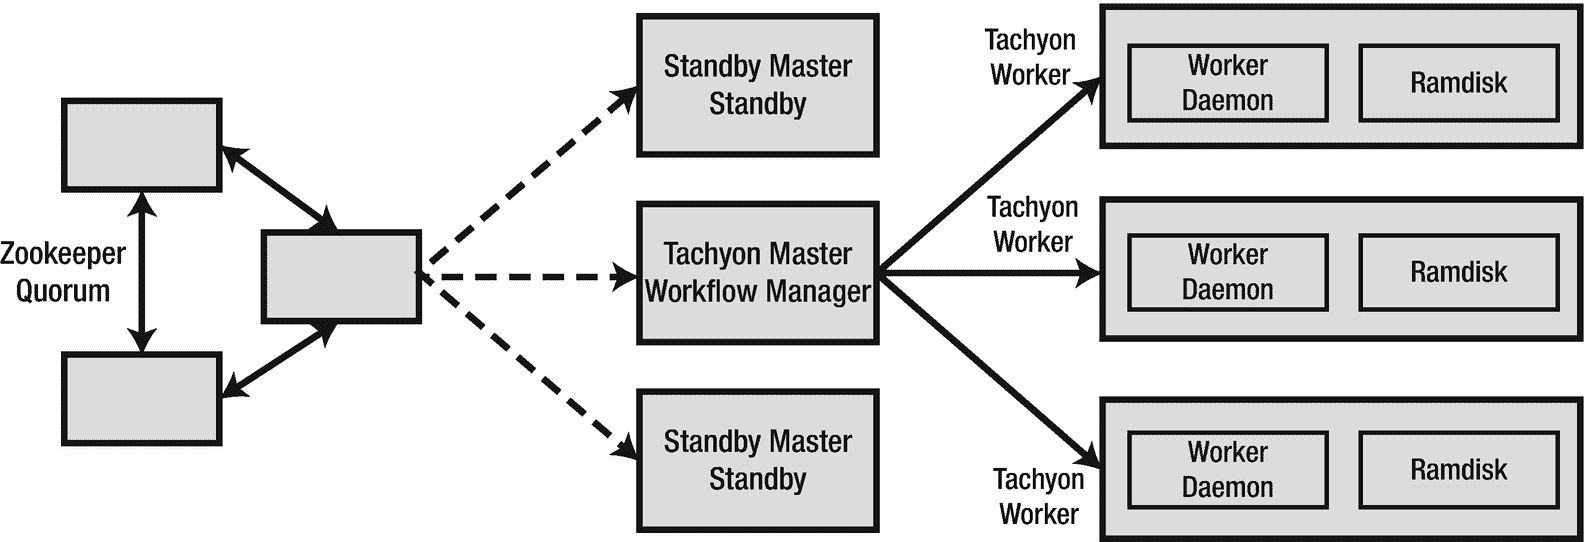 Zookeeper
Quorum
Standby Master
Standby
Tachyon Master
Workflow Manager
Standby Master
Standby
Tachyon
Worker
Worker
Daemon
Ramdisk
Tachyon
Worker
Worker
Daemon
Ramdisk
Tachyon
Worker
Worker
Daemon
Ramdisk